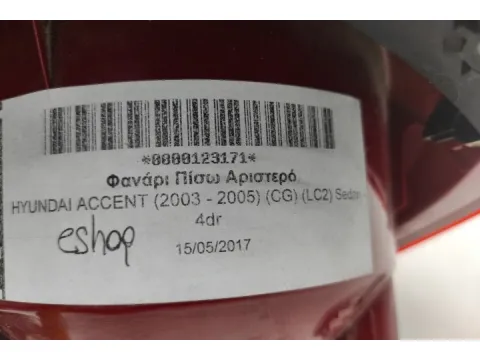 *0000123171*
Φανάρι Πίσω Αριστερό
HYUNDAI ACCENT (2003 - 2005) (CG) (LC2) Sedan
4dr
eshop
15/05/2017